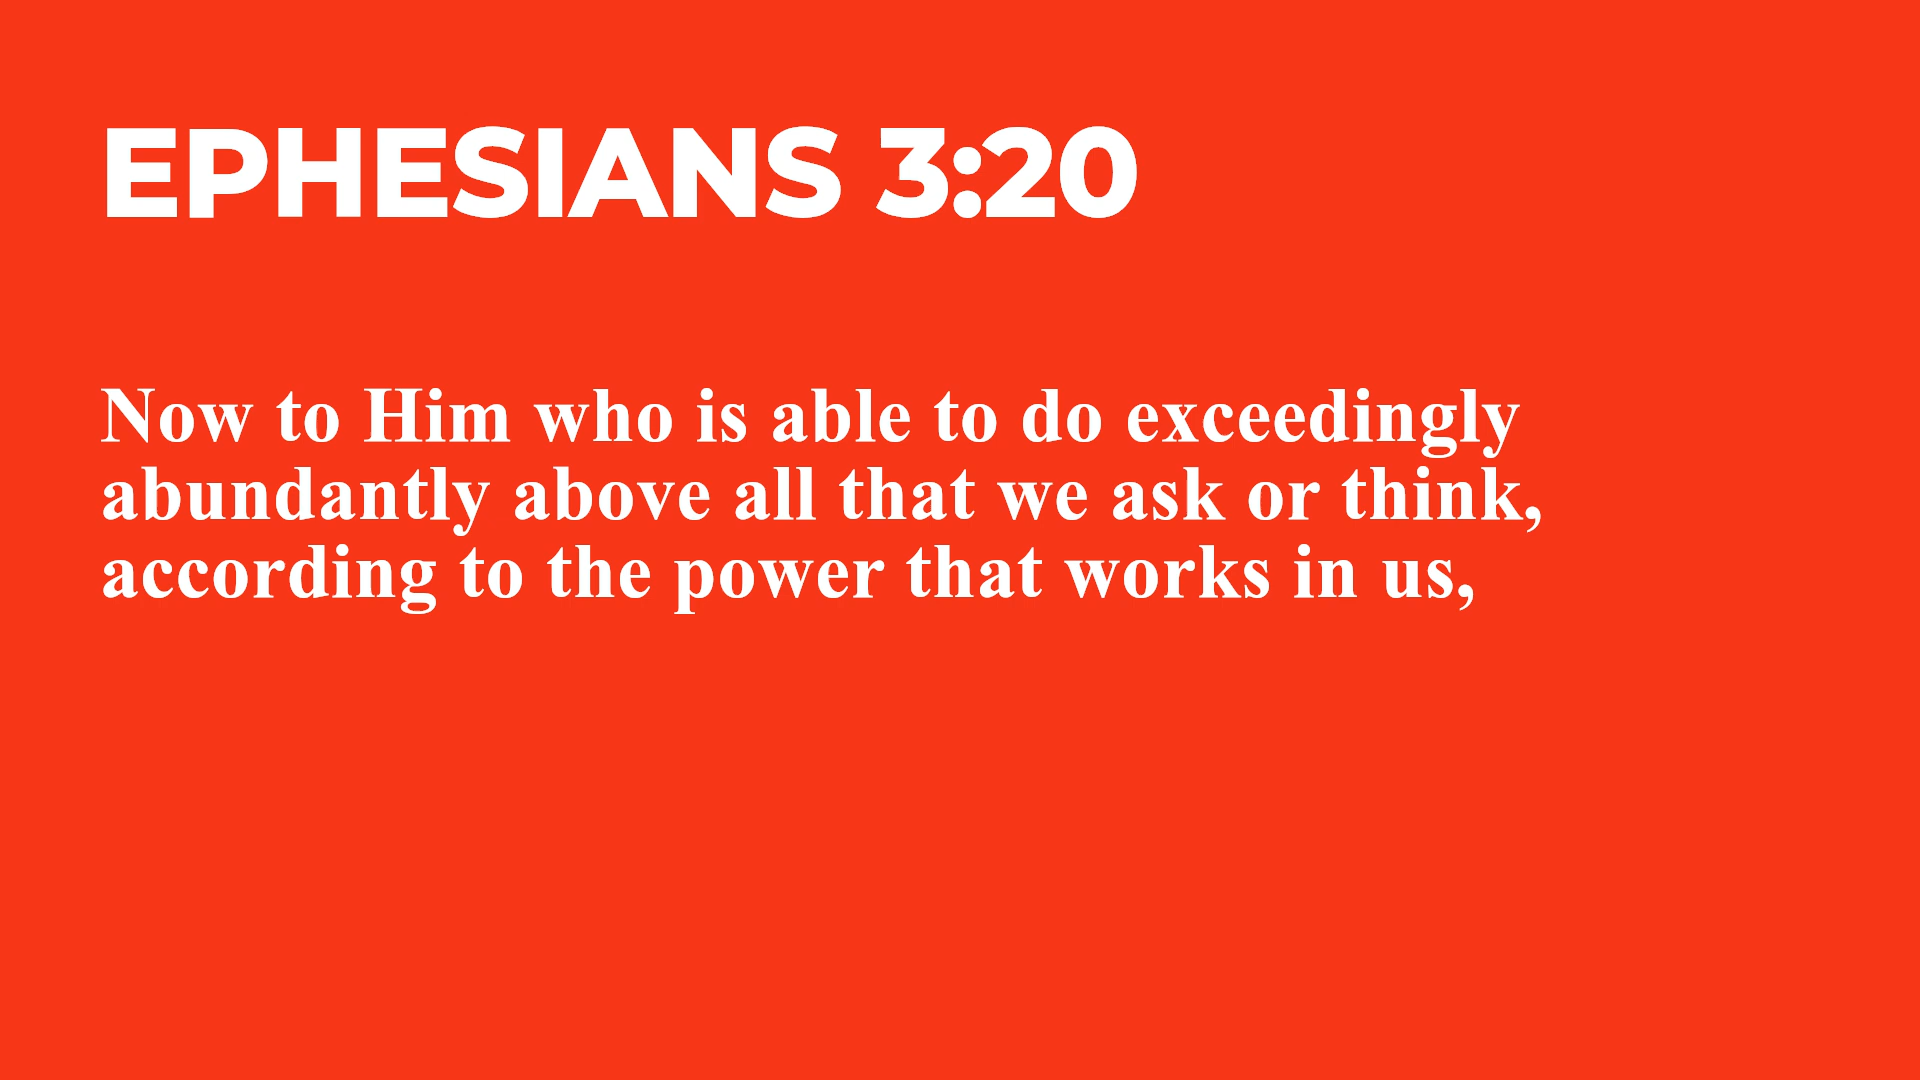 EPHESIANS 3:20
Now to Him who is able to do exceedingly
abundantly above all that we ask or think,
according to the power that works in us,